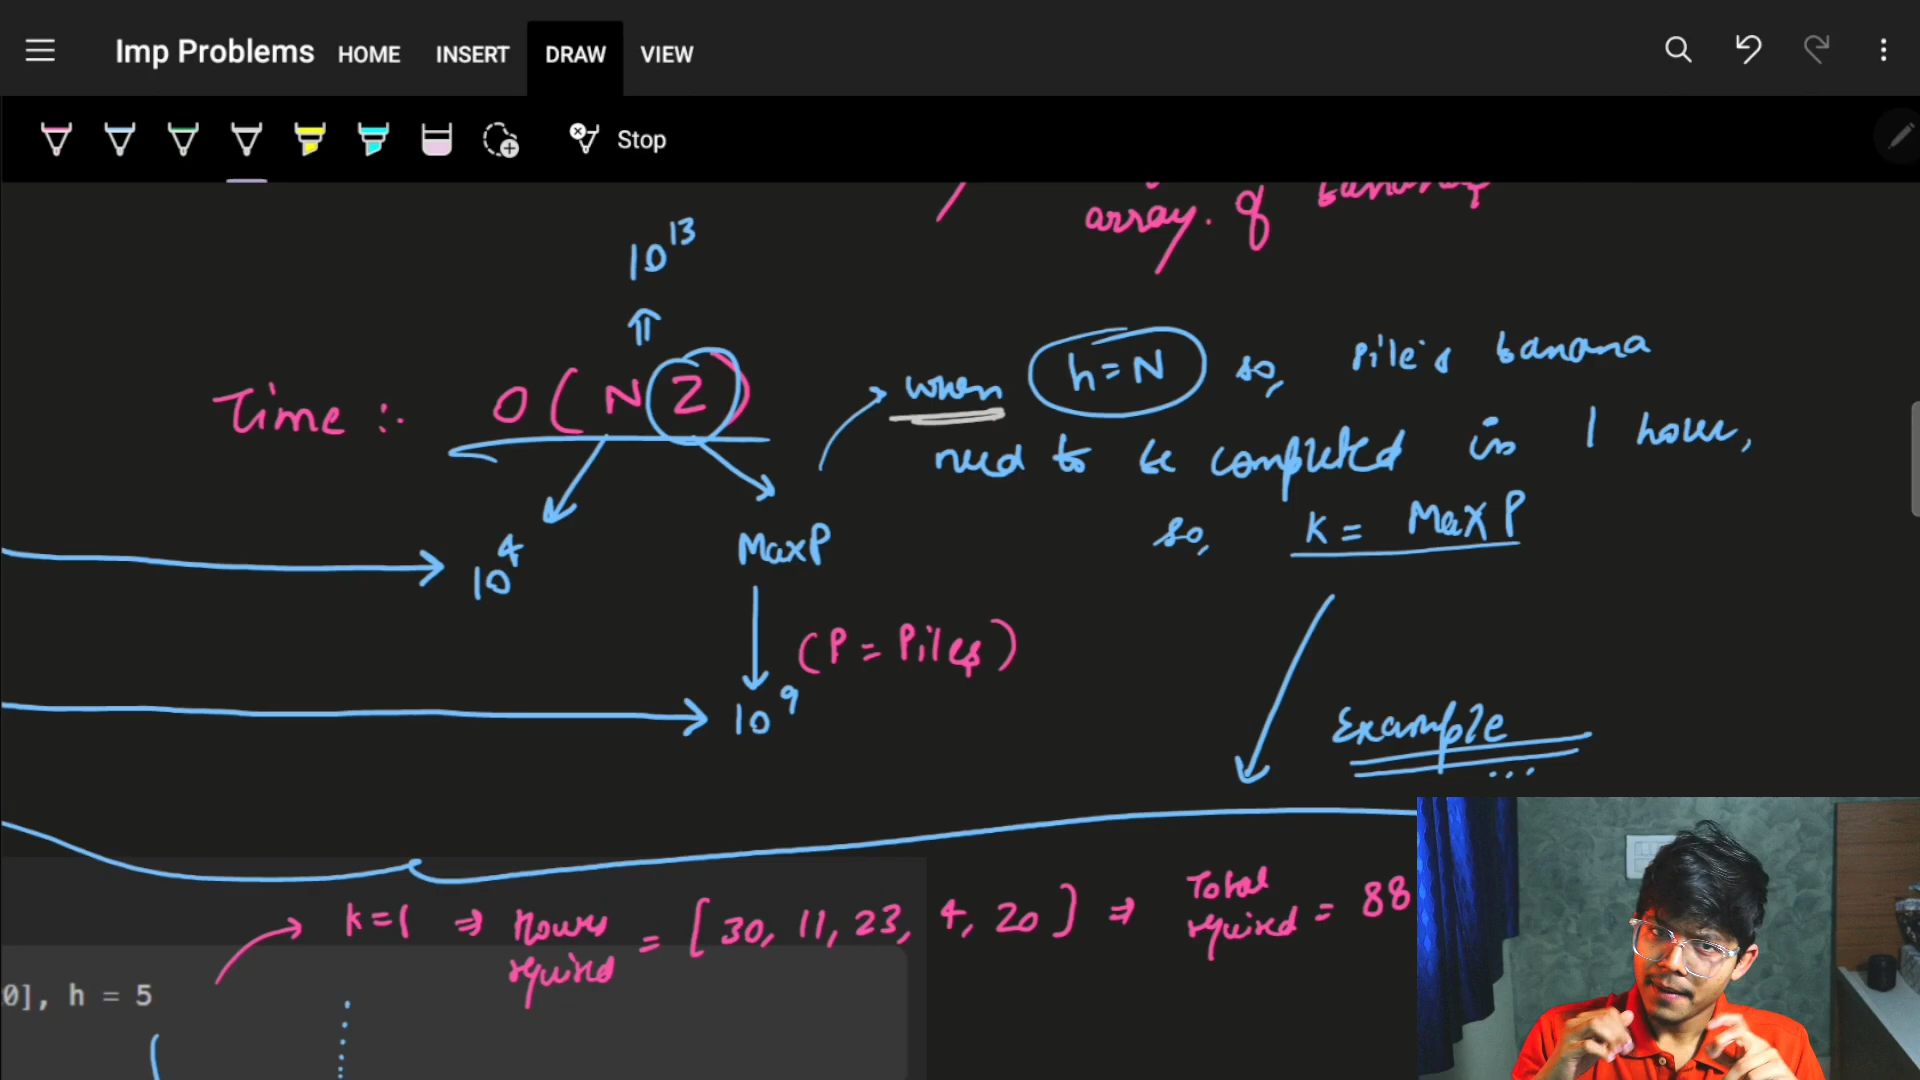 Imp Problems HOME INSERT DRAW VIEW
Stop
array. of bananas
10^13
Time :- O(NZ)
when h=N so, pile's banana
need to be completed in 1 hour,
so, k = MaxP
10^4
MaxP
(P = Piles)
10^9
Example
...
k=1 ⇒ Hours required = [30, 11, 23, 4, 20] ⇒ Total required = 88
0], h = 5